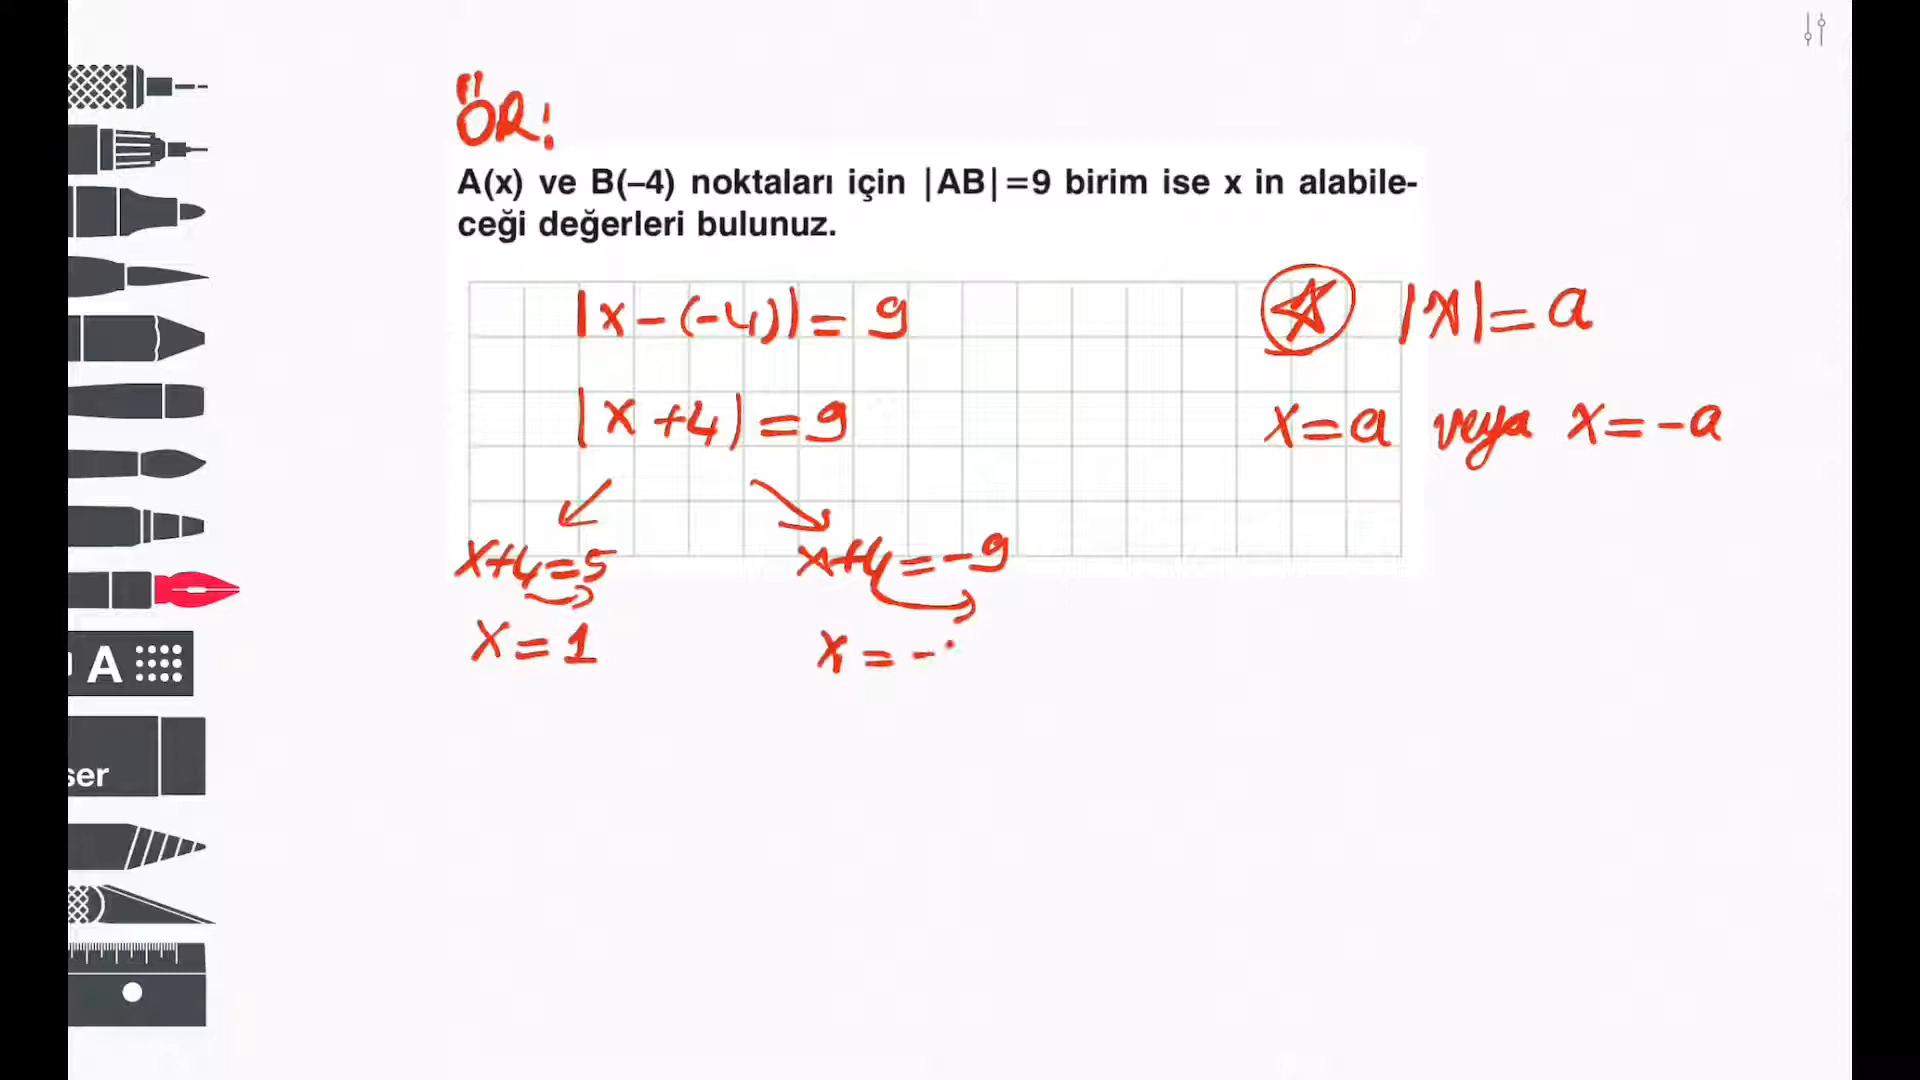 ÖR:
A(x) ve B(–4) noktaları için |AB|=9 birim ise x in alabile-
ceği değerleri bulunuz.
|x-(-4)|=9
|x+4|=9
x+4=5
x+4=-9
x=1
x=-
|x|=a
x=a veya x=-a
A
ser